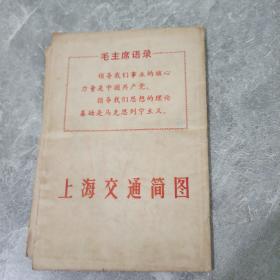 毛主席语录
领导我们事业的核心
力量是中国共产党。
指导我们思想的理论
基础是马克思列宁主义。
上海交通简图